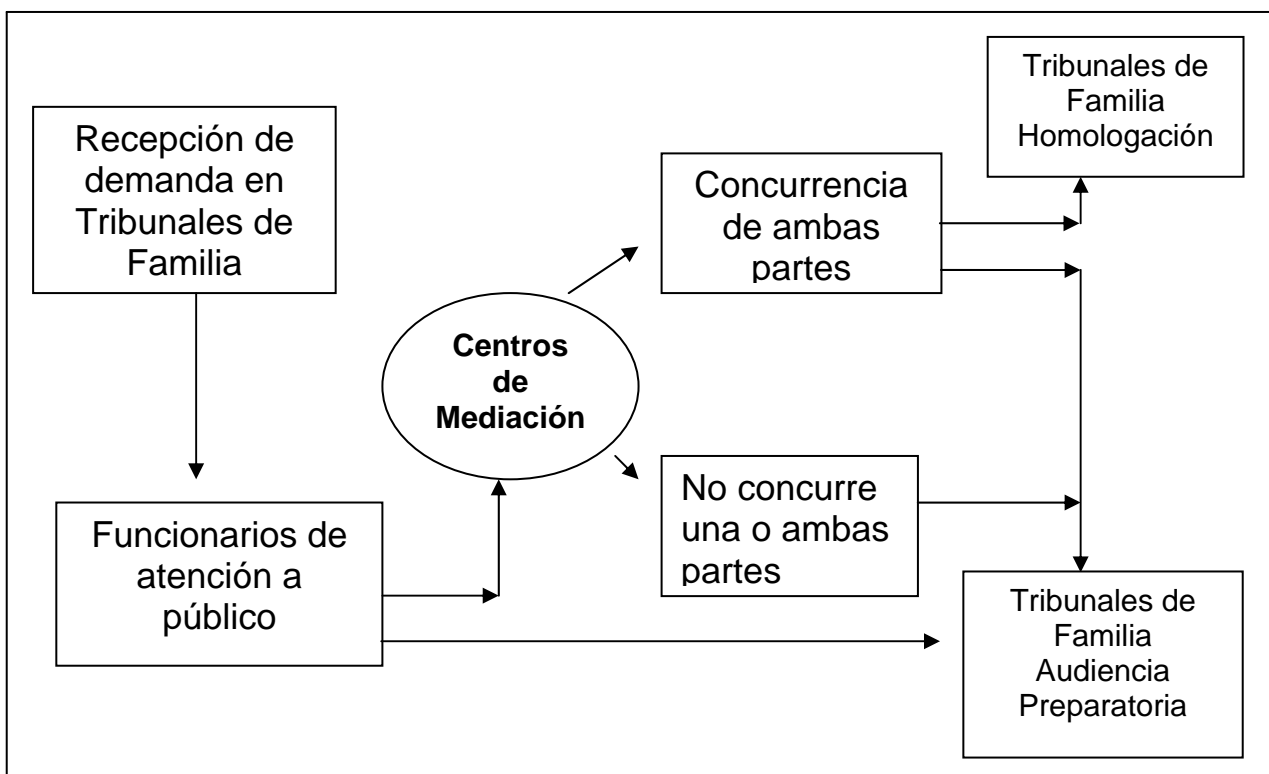 Recepción de
demanda en
Tribunales de
Familia
Funcionarios de
atención a
público
Centros
de
Mediación
Concurrencia
de ambas
partes
No concurre
una o ambas
partes
Tribunales de
Familia
Homologación
Tribunales de
Familia
Audiencia
Preparatoria